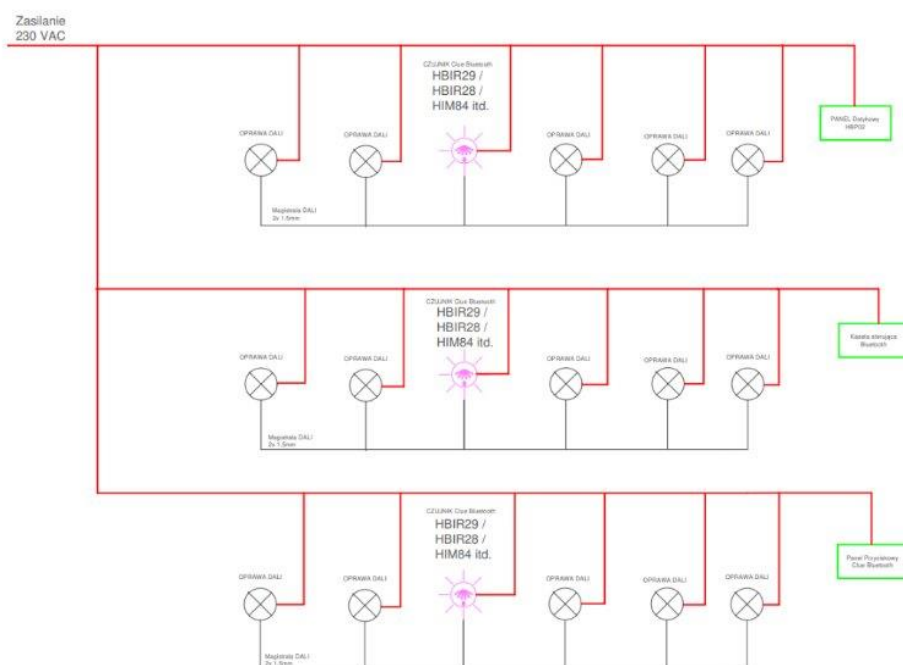 Zasilanie
230 VAC
CZUJNIK Clue Bluetooth
HBIR29 /
HBIR28 /
HIM84 itd.
PANEL Dotykowy
HBP02
OPRAWA DALI
OPRAWA DALI
OPRAWA DALI
OPRAWA DALI
OPRAWA DALI
Magistrala DALI
2x 1.5mm
CZUJNIK Clue Bluetooth
HBIR29 /
HBIR28 /
HIM84 itd.
Kaseta sterująca
Bluetooth
OPRAWA DALI
OPRAWA DALI
OPRAWA DALI
OPRAWA DALI
OPRAWA DALI
Magistrala DALI
2x 1.5mm
CZUJNIK Clue Bluetooth
HBIR29 /
HBIR28 /
HIM84 itd.
Panel Przyciskowy
Clue Bluetooth
OPRAWA DALI
OPRAWA DALI
OPRAWA DALI
OPRAWA DALI
OPRAWA DALI
Magistrala DALI
2x 1.5mm